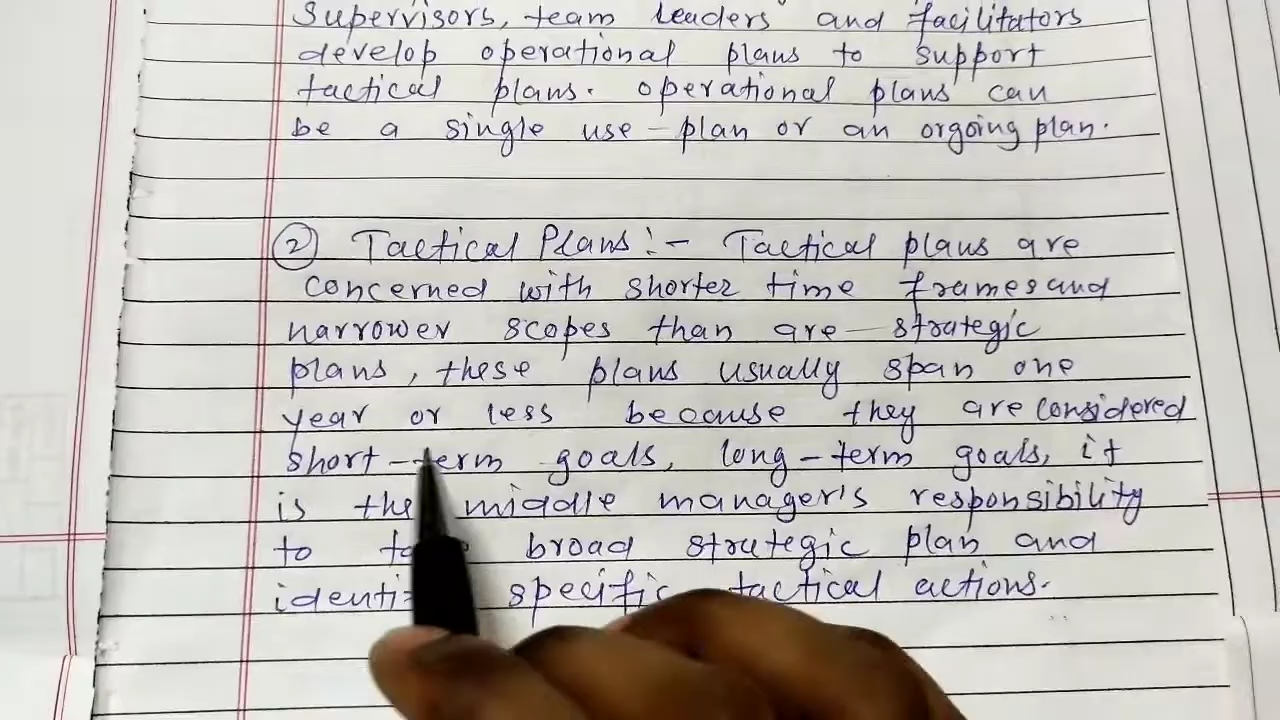 Supervisors, team leaders and facilitators
develop operational plans to support
tactical plans. operational plans can
be a single use - plan or an orgoing plan.
② Tactical Plans :- Tactical plans are
concerned with shorter time frames and
narrower scopes than are strategic
plans, these plans usually span one
year or less because they are considered
short-term goals, long-term goals, it
is the middle manager's responsibility
to broad strategic plan and
specific tactical actions.